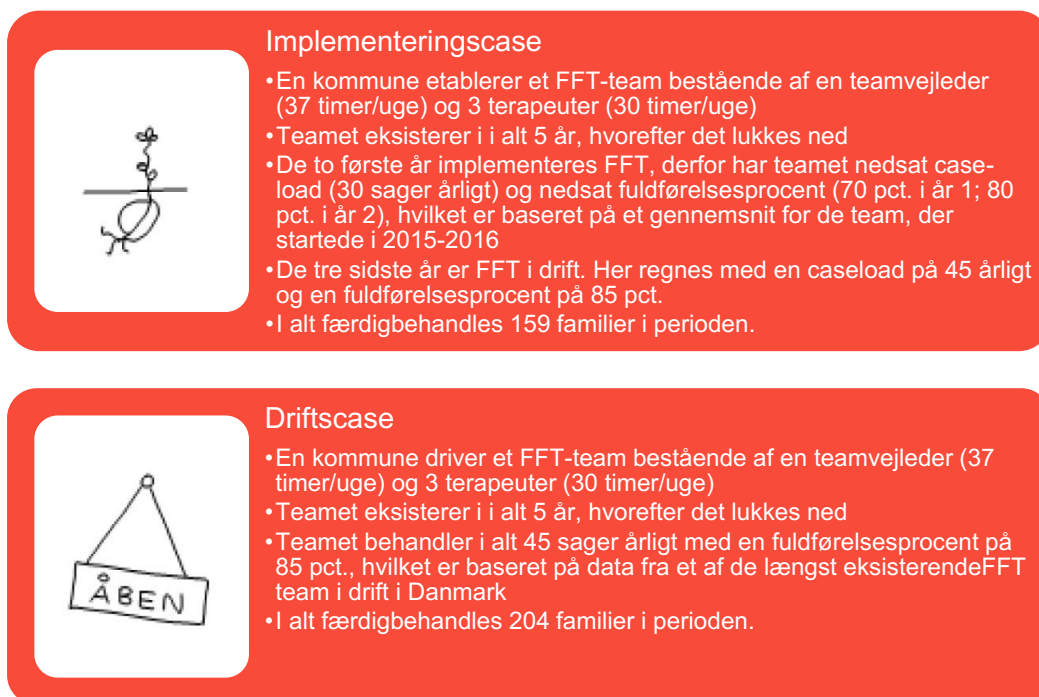 Implementeringscase
•En kommune etablerer et FFT-team bestående af en teamvejleder
(37 timer/uge) og 3 terapeuter (30 timer/uge)
•Teamet eksisterer i i alt 5 år, hvorefter det lukkes ned
•De to første år implementeres FFT, derfor har teamet nedsat case-
load (30 sager årligt) og nedsat fuldførelsesprocent (70 pct. i år 1; 80
pct. i år 2), hvilket er baseret på et gennemsnit for de team, der
startede i 2015-2016
•De tre sidste år er FFT i drift. Her regnes med en caseload på 45 årligt
og en fuldførelsesprocent på 85 pct.
•I alt færdigbehandles 159 familier i perioden.
Driftscase
•En kommune driver et FFT-team bestående af en teamvejleder (37
timer/uge) og 3 terapeuter (30 timer/uge)
•Teamet eksisterer i i alt 5 år, hvorefter det lukkes ned
•Teamet behandler i alt 45 sager årligt med en fuldførelsesprocent på
85 pct., hvilket er baseret på data fra et af de længst eksisterendeFFT
team i drift i Danmark
•I alt færdigbehandles 204 familier i perioden.
ÅBEN